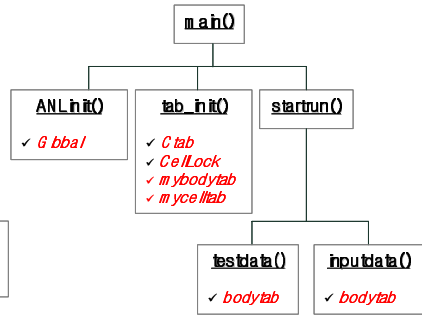 main()
ANLinit()
✓ Global
tab_init()
✓ Ctab
✓ CellLock
✓ mybodytab
✓ mycelltab
startrun()
testdata()
✓ bodytab
inputdata()
✓ bodytab